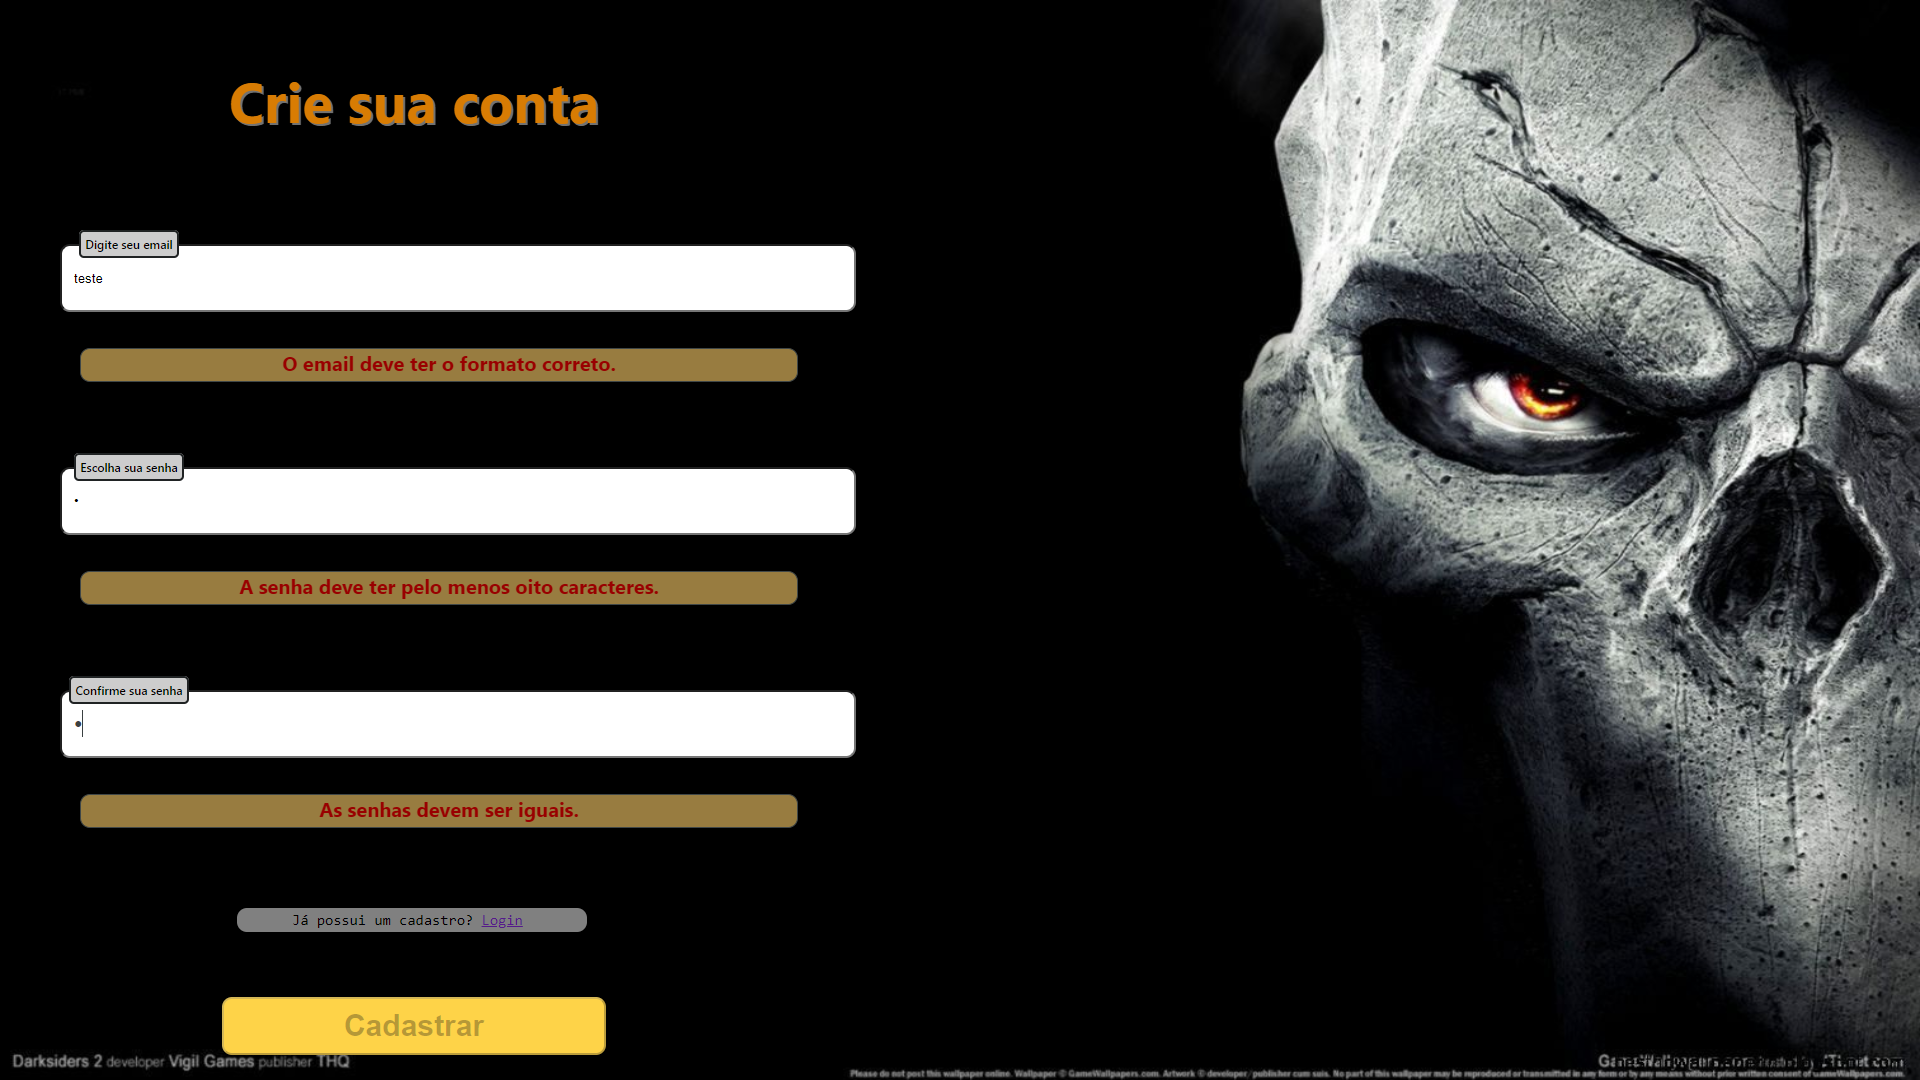 Crie sua conta
Digite seu email
teste
O email deve ter o formato correto.
Escolha sua senha
A senha deve ter pelo menos oito caracteres.
Confirme sua senha
As senhas devem ser iguais.
Já possui um cadastro? Login
Cadastrar
Darksiders 2 developer Vigil Games publisher THQ
Please do not post this wallpaper online. Wallpaper © GameWallpapers.com. Artwork © developer/publisher cum suis. No part of this wallpaper may be reproduced or transmitted in any form or by any means without prior written consent of GameWallpapers.com.